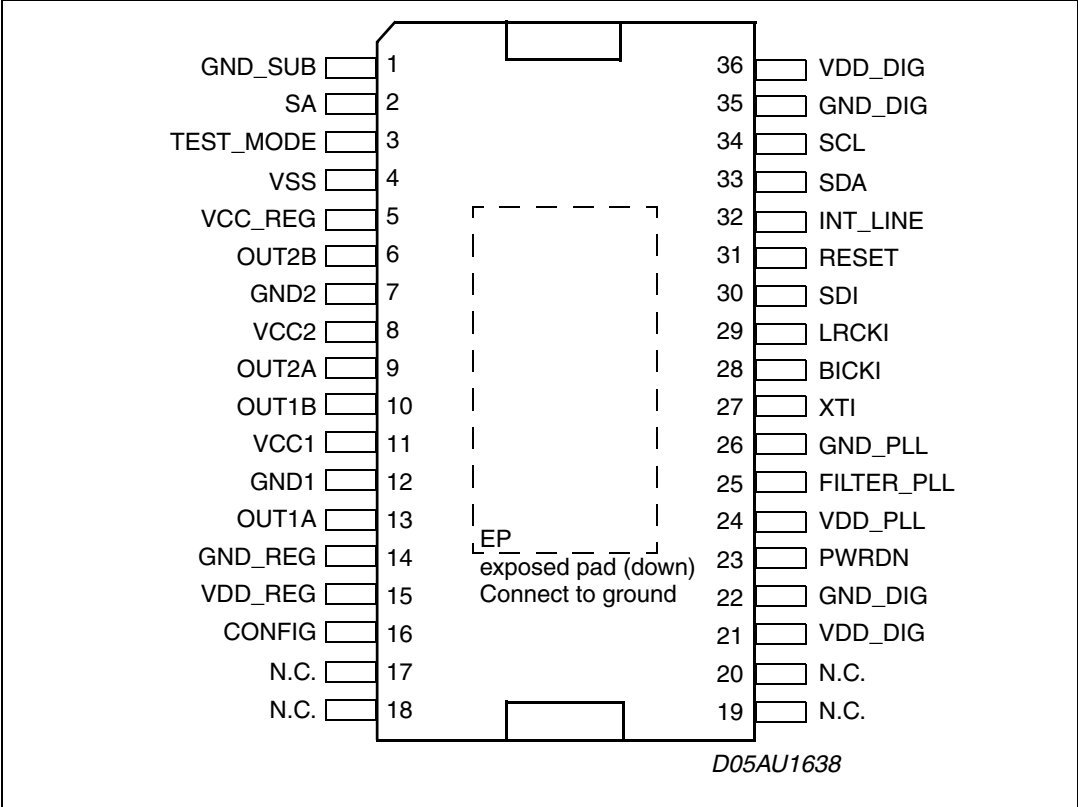 GND_SUB 1 36 VDD_DIG
SA 2 35 GND_DIG
TEST_MODE 3 34 SCL
VSS 4 33 SDA
VCC_REG 5 32 INT_LINE
OUT2B 6 31 RESET
GND2 7 30 SDI
VCC2 8 29 LRCKI
OUT2A 9 28 BICKI
OUT1B 10 27 XTI
VCC1 11 26 GND_PLL
GND1 12 25 FILTER_PLL
OUT1A 13 24 VDD_PLL
GND_REG 14 23 PWRDN
VDD_REG 15 22 GND_DIG
CONFIG 16 21 VDD_DIG
N.C. 17 20 N.C.
N.C. 18 19 N.C.
EP
exposed pad (down)
Connect to ground
D05AU1638